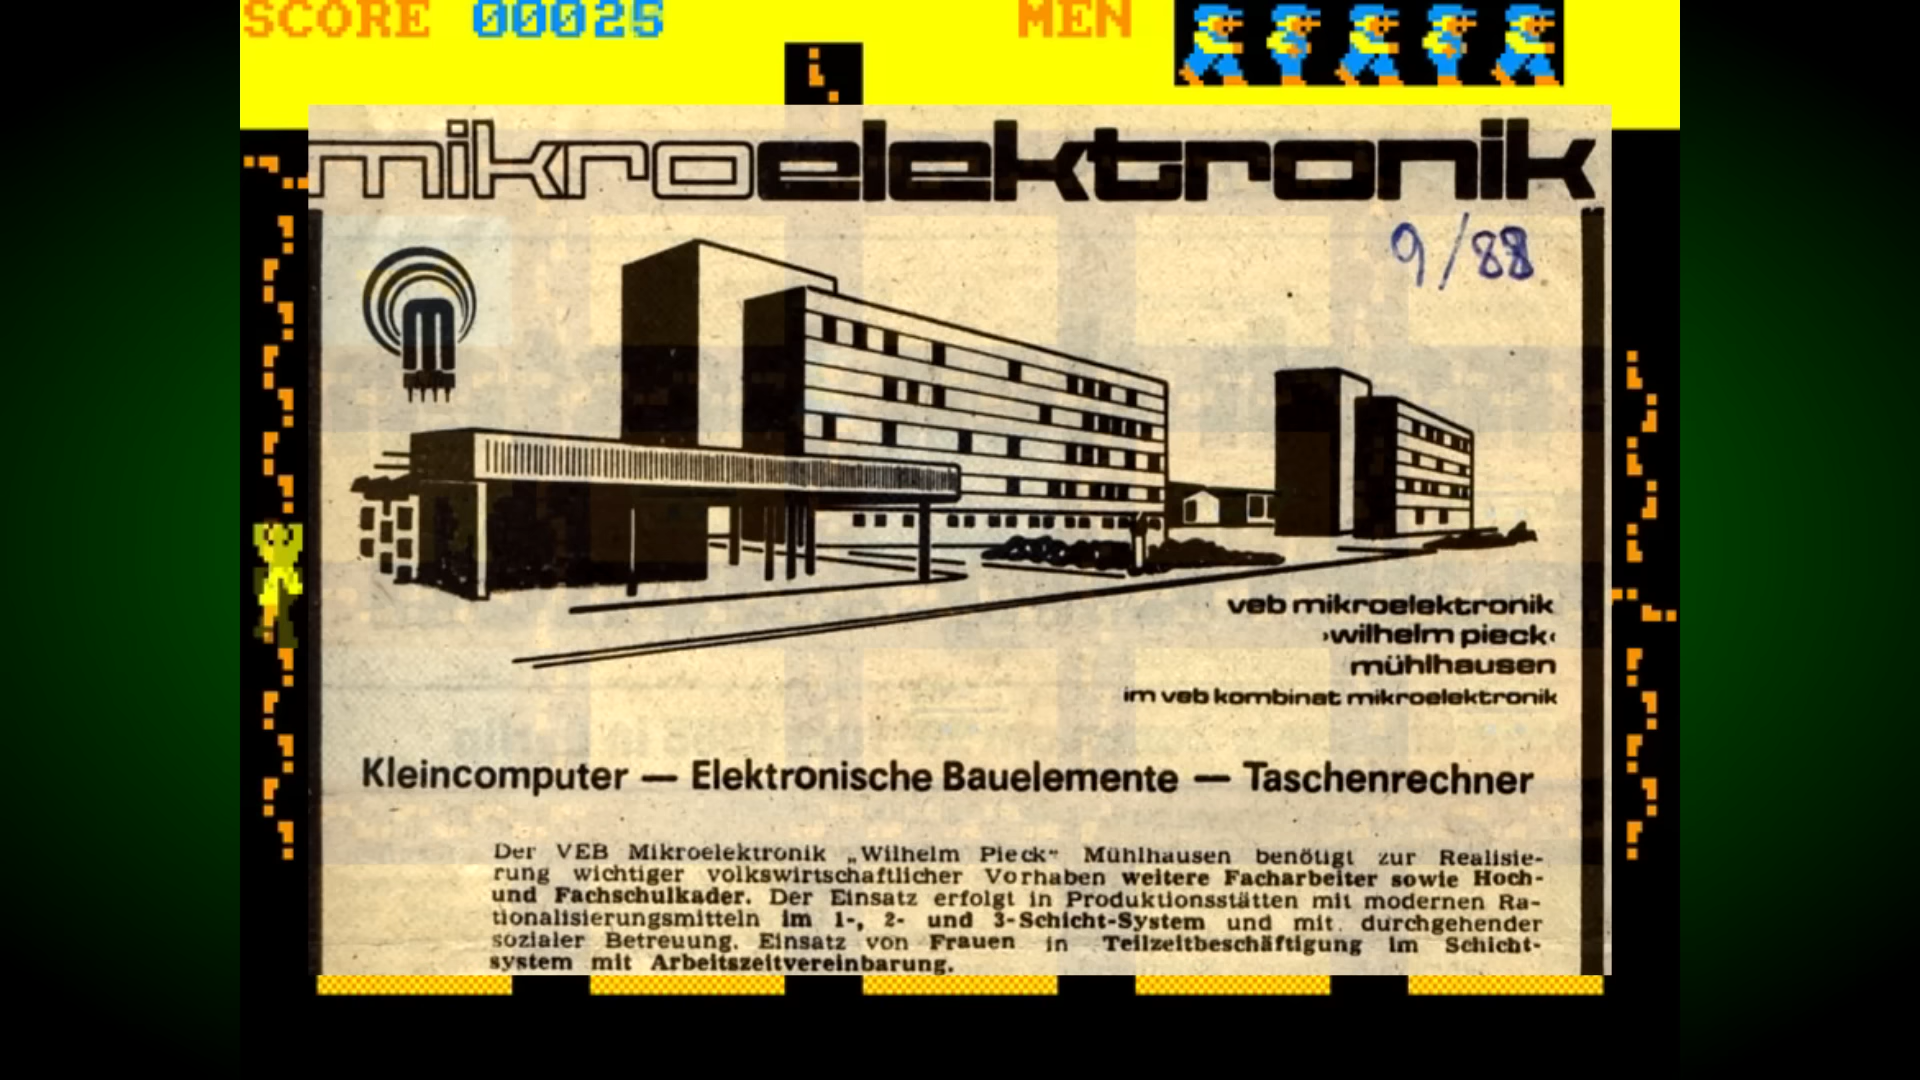 SCORE 00025 MEN
mikroelektronik
9/88
veb mikroelektronik
›wilhelm pieck‹
mühlhausen
im veb kombinat mikroelektronik
Kleincomputer — Elektronische Bauelemente — Taschenrechner
Der VEB Mikroelektronik „Wilhelm Pieck“ Mühlhausen benötigt zur Realisie-
rung wichtiger volkswirtschaftlicher Vorhaben weitere Facharbeiter sowie Hoch-
und Fachschulkader. Der Einsatz erfolgt in Produktionsstätten mit modernen Ra-
tionalisierungsmitteln im 1-, 2- und 3-Schicht-System und mit durchgehender
sozialer Betreuung. Einsatz von Frauen in Teilzeitbeschäftigung im Schicht-
system mit Arbeitszeitvereinbarung.